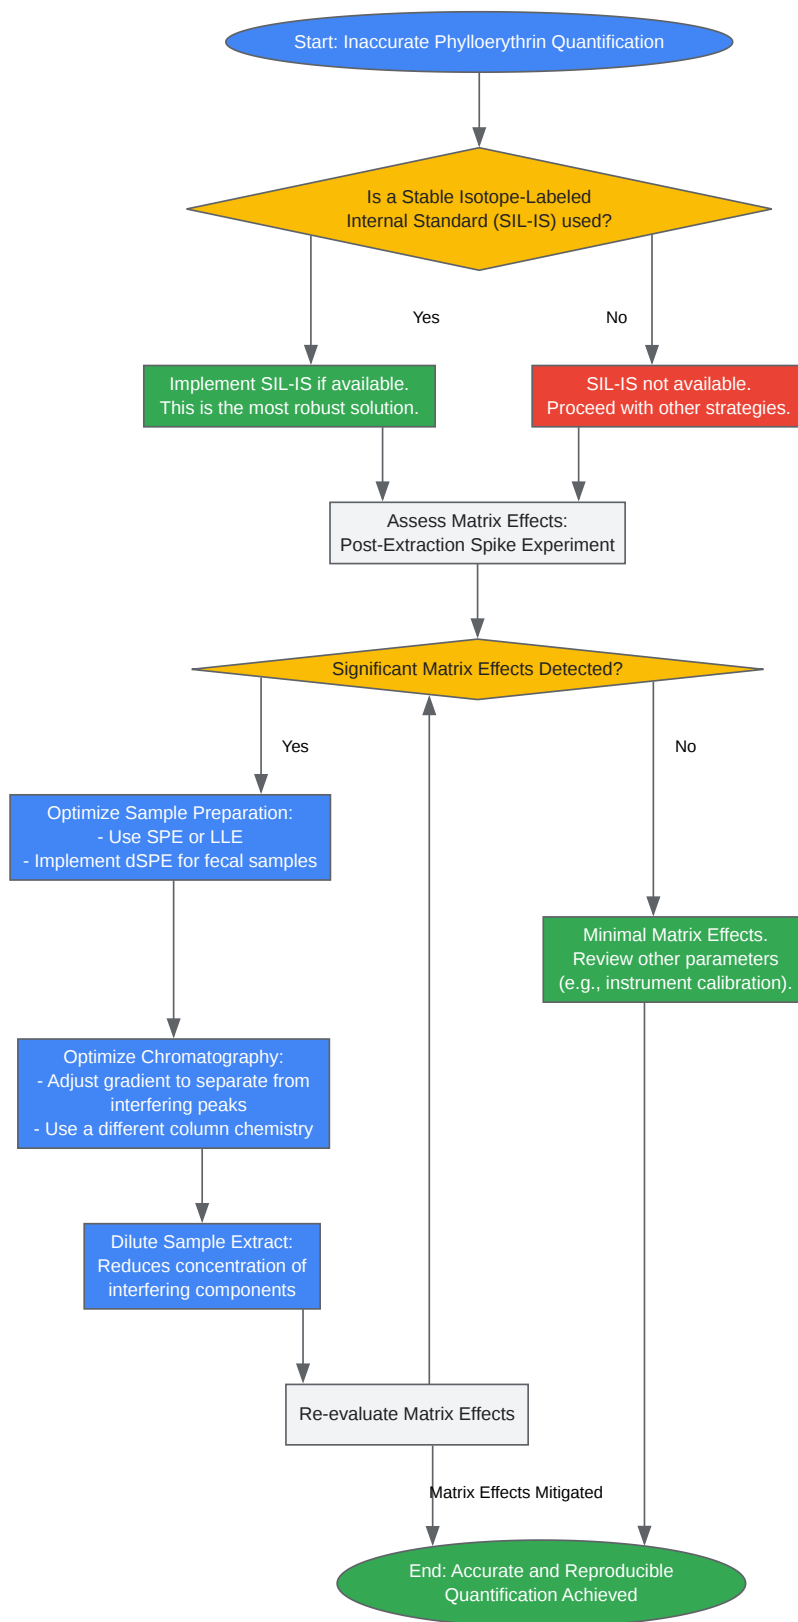 Start: Inaccurate Phylloerythrin Quantification
Is a Stable Isotope-Labeled
Internal Standard (SIL-IS) used?
Yes
No
Implement SIL-IS if available.
This is the most robust solution.
SIL-IS not available.
Proceed with other strategies.
Assess Matrix Effects:
Post-Extraction Spike Experiment
Significant Matrix Effects Detected?
Yes
No
Optimize Sample Preparation:
- Use SPE or LLE
- Implement dSPE for fecal samples
Minimal Matrix Effects.
Review other parameters
(e.g., instrument calibration).
Optimize Chromatography:
- Adjust gradient to separate from
interfering peaks
- Use a different column chemistry
Dilute Sample Extract:
Reduces concentration of
interfering components
Re-evaluate Matrix Effects
Matrix Effects Mitigated
End: Accurate and Reproducible
Quantification Achieved